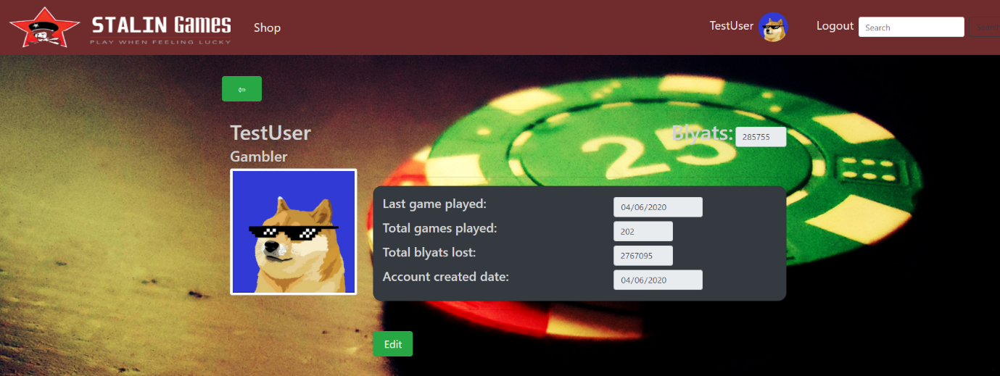 STALIN Games
PLAY WHEN FEELING LUCKY
Shop
TestUser
Logout
Search
TestUser
Blyats: 285755
Gambler
25
Last game played: 04/06/2020
Total games played: 202
Total blyats lost: 2767095
Account created date: 04/06/2020
Edit